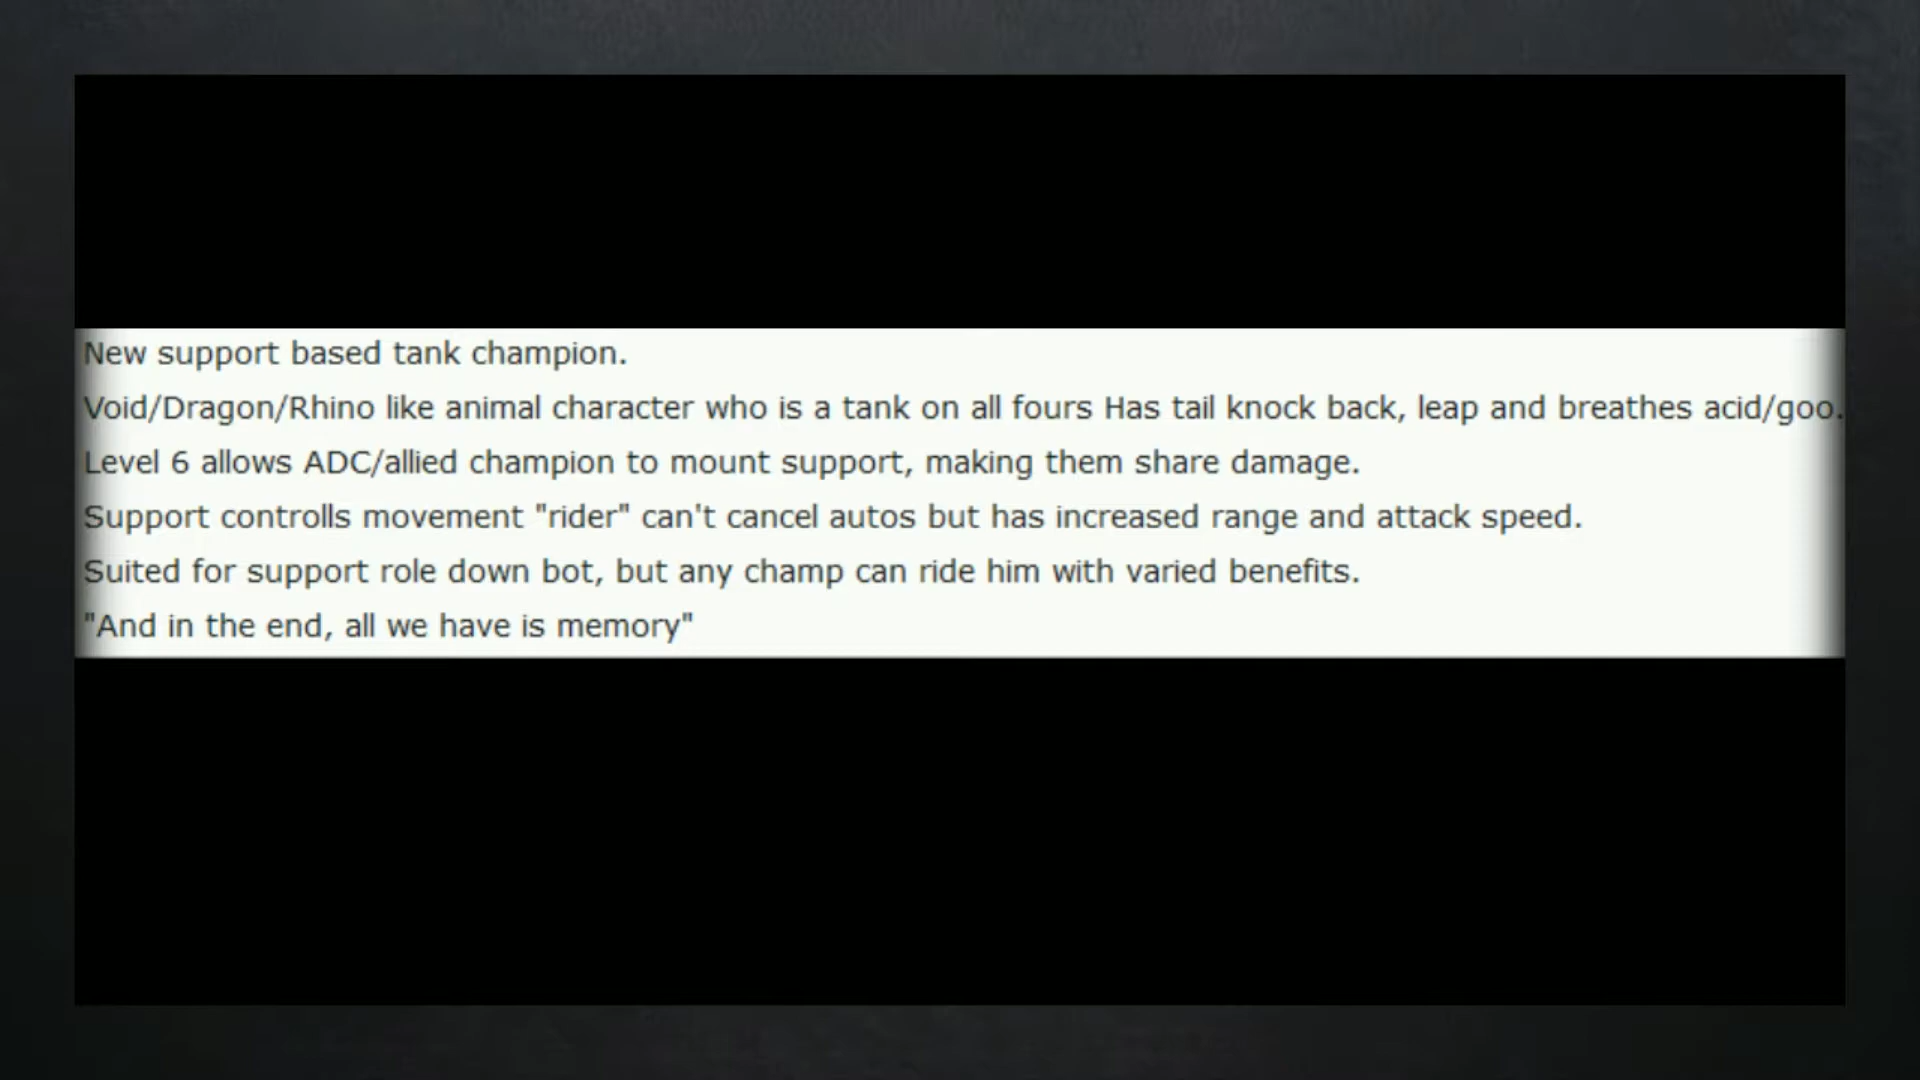 New support based tank champion.
Void/Dragon/Rhino like animal character who is a tank on all fours Has tail knock back, leap and breathes acid/goo.
Level 6 allows ADC/allied champion to mount support, making them share damage.
Support controlls movement "rider" can't cancel autos but has increased range and attack speed.
Suited for support role down bot, but any champ can ride him with varied benefits.
"And in the end, all we have is memory"